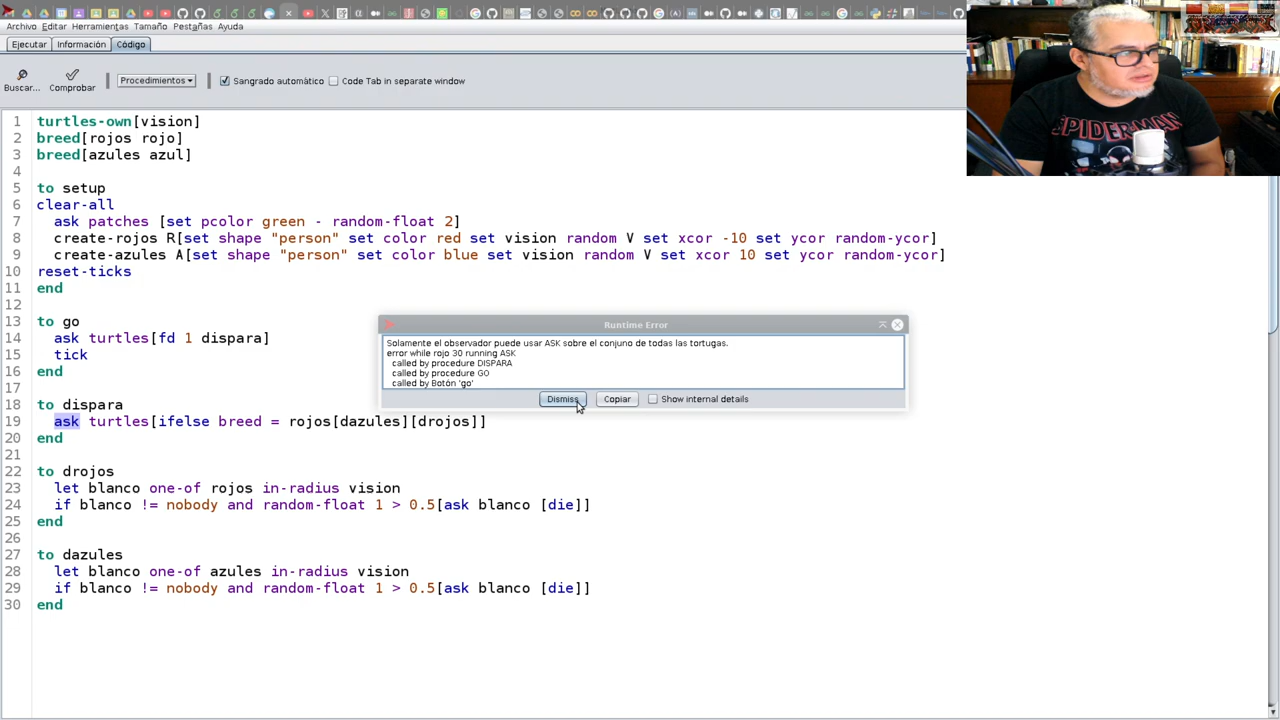 Archivo Editar Herramientas Tamaño Pestañas Ayuda
Ejecutar Información Código
Buscar... Comprobar Procedimientos Sangrado automático Code Tab in separate window
SPIDER-MAN
1 turtles-own[vision]
2 breed[rojos rojo]
3 breed[azules azul]
4
5 to setup
6 clear-all
7 ask patches [set pcolor green - random-float 2]
8 create-rojos R[set shape "person" set color red set vision random V set xcor -10 set ycor random-ycor]
9 create-azules A[set shape "person" set color blue set vision random V set xcor 10 set ycor random-ycor]
10 reset-ticks
11 end
12
13 to go
14 ask turtles[fd 1 dispara]
15 tick
16 end
17
18 to dispara
19 ask turtles[ifelse breed = rojos[dazules][drojos]]
20 end
21
22 to drojos
23 let blanco one-of rojos in-radius vision
24 if blanco != nobody and random-float 1 > 0.5[ask blanco [die]]
25 end
26
27 to dazules
28 let blanco one-of azules in-radius vision
29 if blanco != nobody and random-float 1 > 0.5[ask blanco [die]]
30 end
Runtime Error
Solamente el observador puede usar ASK sobre el conjuno de todas las tortugas.
error while rojo 30 running ASK
called by procedure DISPARA
called by procedure GO
called by Botón 'go'
Dismiss Copiar Show internal details